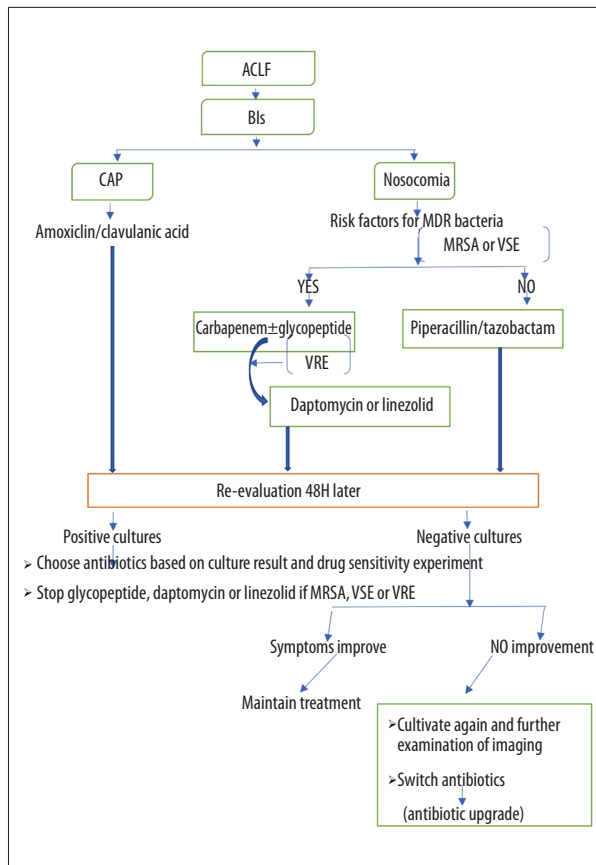 ACLF
BIs
CAP
Nosocomia
Amoxiclin/clavulanic acid
Risk factors for MDR bacteria
MRSA or VSE
YES
NO
Carbapenem±glycopeptide
Piperacillin/tazobactam
VRE
Daptomycin or linezolid
Re-evaluation 48H later
Positive cultures
Negative cultures
➢ Choose antibiotics based on culture result and drug sensitivity experiment
➢ Stop glycopeptide, daptomycin or linezolid if MRSA, VSE or VRE
Symptoms improve
NO improvement
Maintain treatment
➢Cultivate again and further
examination of imaging
➢Switch antibiotics
(antibiotic upgrade)